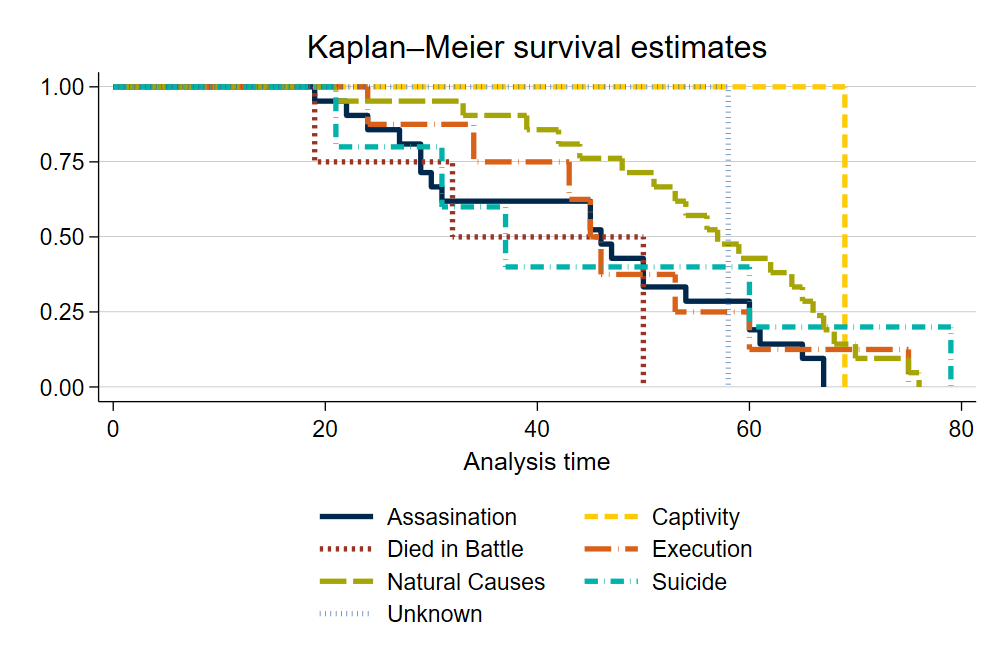 Kaplan–Meier survival estimates
1.00
0.75
0.50
0.25
0.00
0 20 40 60 80
Analysis time
Assasination Captivity
Died in Battle Execution
Natural Causes Suicide
Unknown